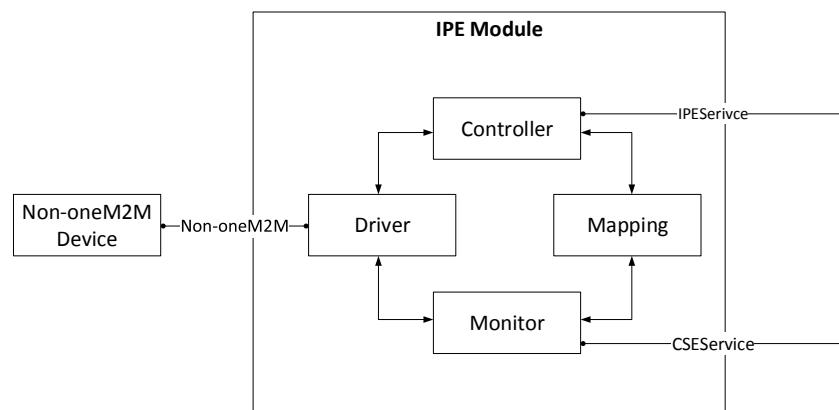 IPE Module
Controller
IPESerivce
Non-oneM2M
Device
Non-oneM2M
Driver
Mapping
Monitor
CSEService